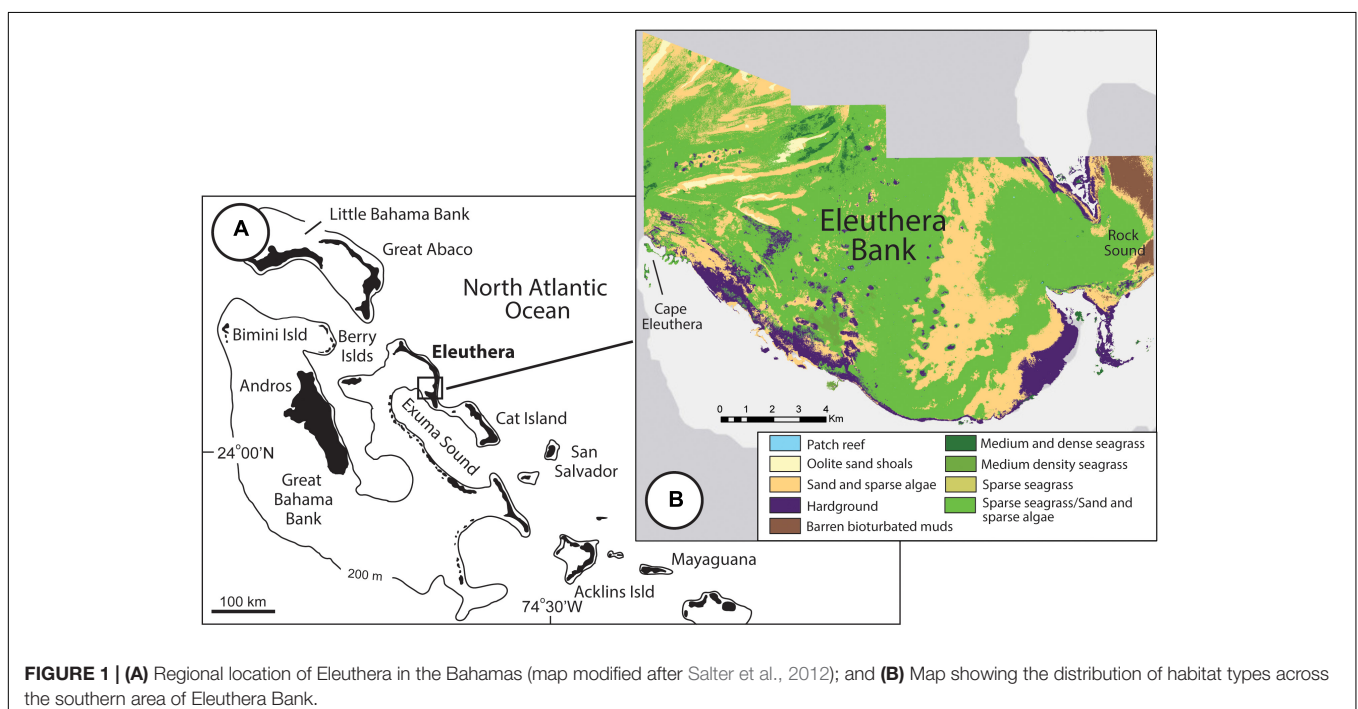 A
Little Bahama Bank
Great Abaco
North Atlantic
Ocean
Bimini Isld
Berry
Islds
Eleuthera
Andros
Exuma Sound
Cat Island
24°00'N
San
Salvador
Great
Bahama
Bank
200 m
Mayaguana
Acklins Isld
100 km
74°30'W
Eleuthera
Bank
Rock
Sound
Cape
Eleuthera
0 1 2 3 4
Km
B
Patch reef
Oolite sand shoals
Sand and sparse algae
Hardground
Barren bioturbated muds
Medium and dense seagrass
Medium density seagrass
Sparse seagrass
Sparse seagrass/Sand and
sparse algae
FIGURE 1 | (A) Regional location of Eleuthera in the Bahamas (map modified after Salter et al., 2012); and (B) Map showing the distribution of habitat types across
the southern area of Eleuthera Bank.